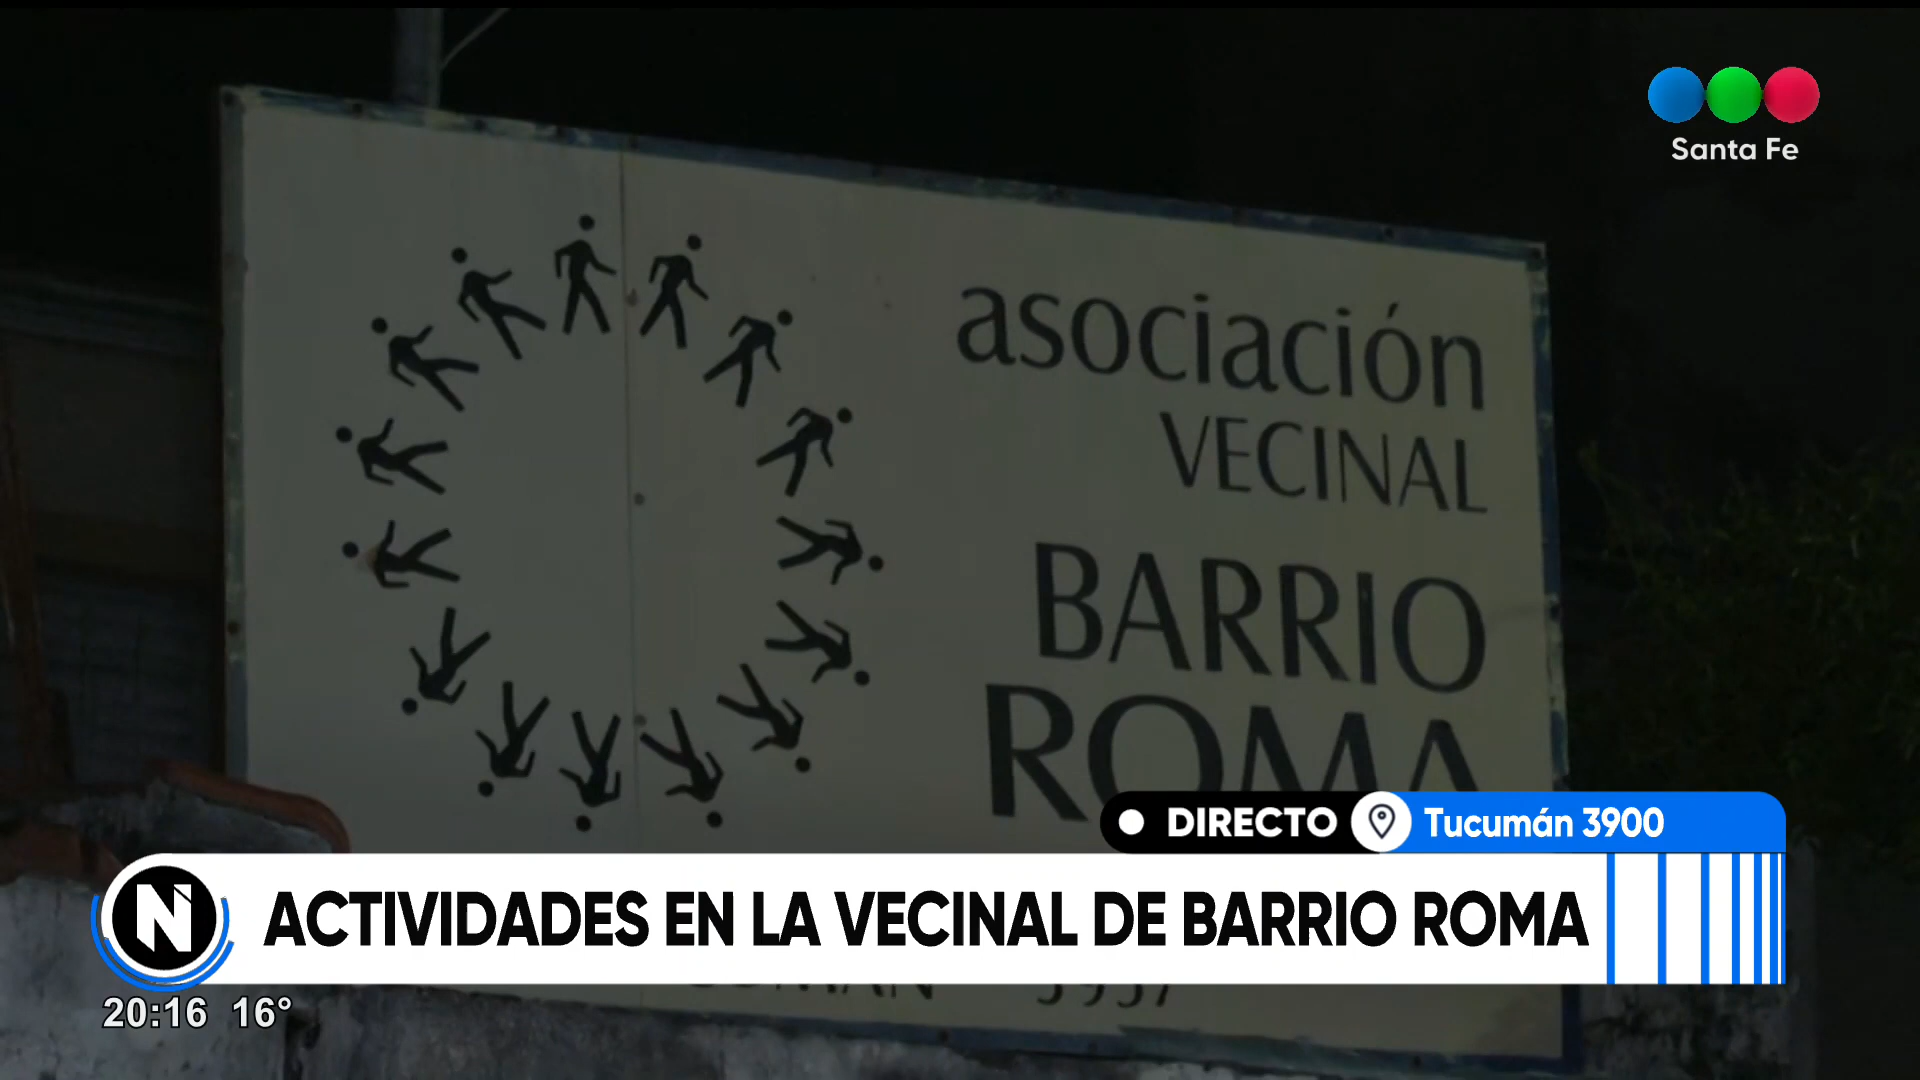 Santa Fe
asociación
VECINAL
BARRIO
ROMA
DIRECTO Tucumán 3900
N ACTIVIDADES EN LA VECINAL DE BARRIO ROMA
20:16 16°